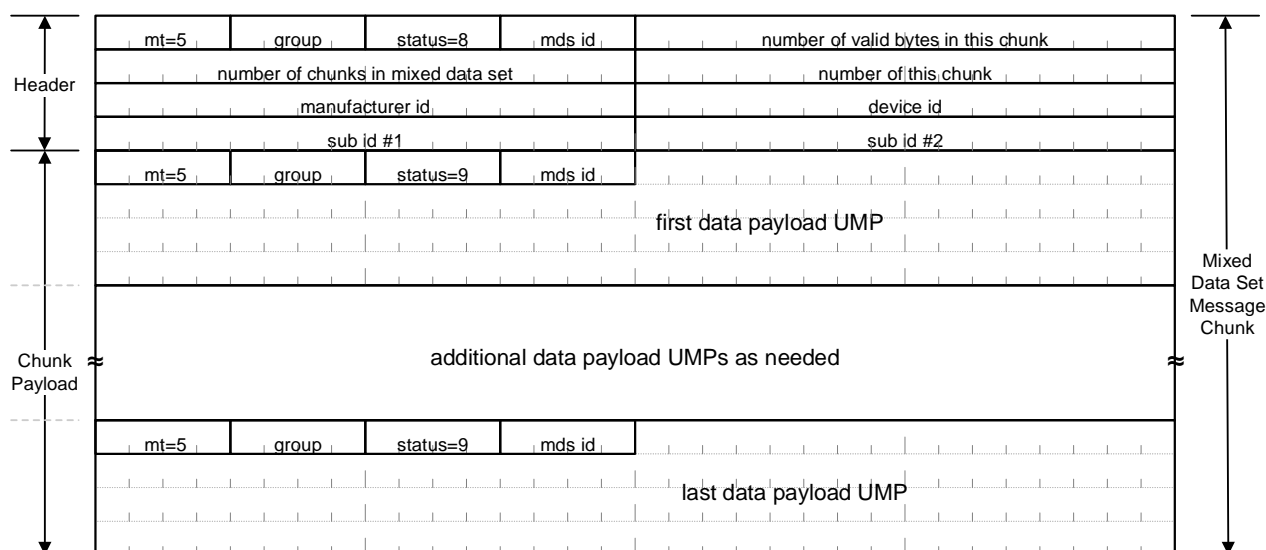 mt=5 group status=8 mds id number of valid bytes in this chunk
number of chunks in mixed data set number of this chunk
Header
manufacturer id device id
sub id #1 sub id #2
mt=5 group status=9 mds id
first data payload UMP
Mixed
Data Set
Message
Chunk
Chunk
Payload
≈ additional data payload UMPs as needed ≈
mt=5 group status=9 mds id
last data payload UMP